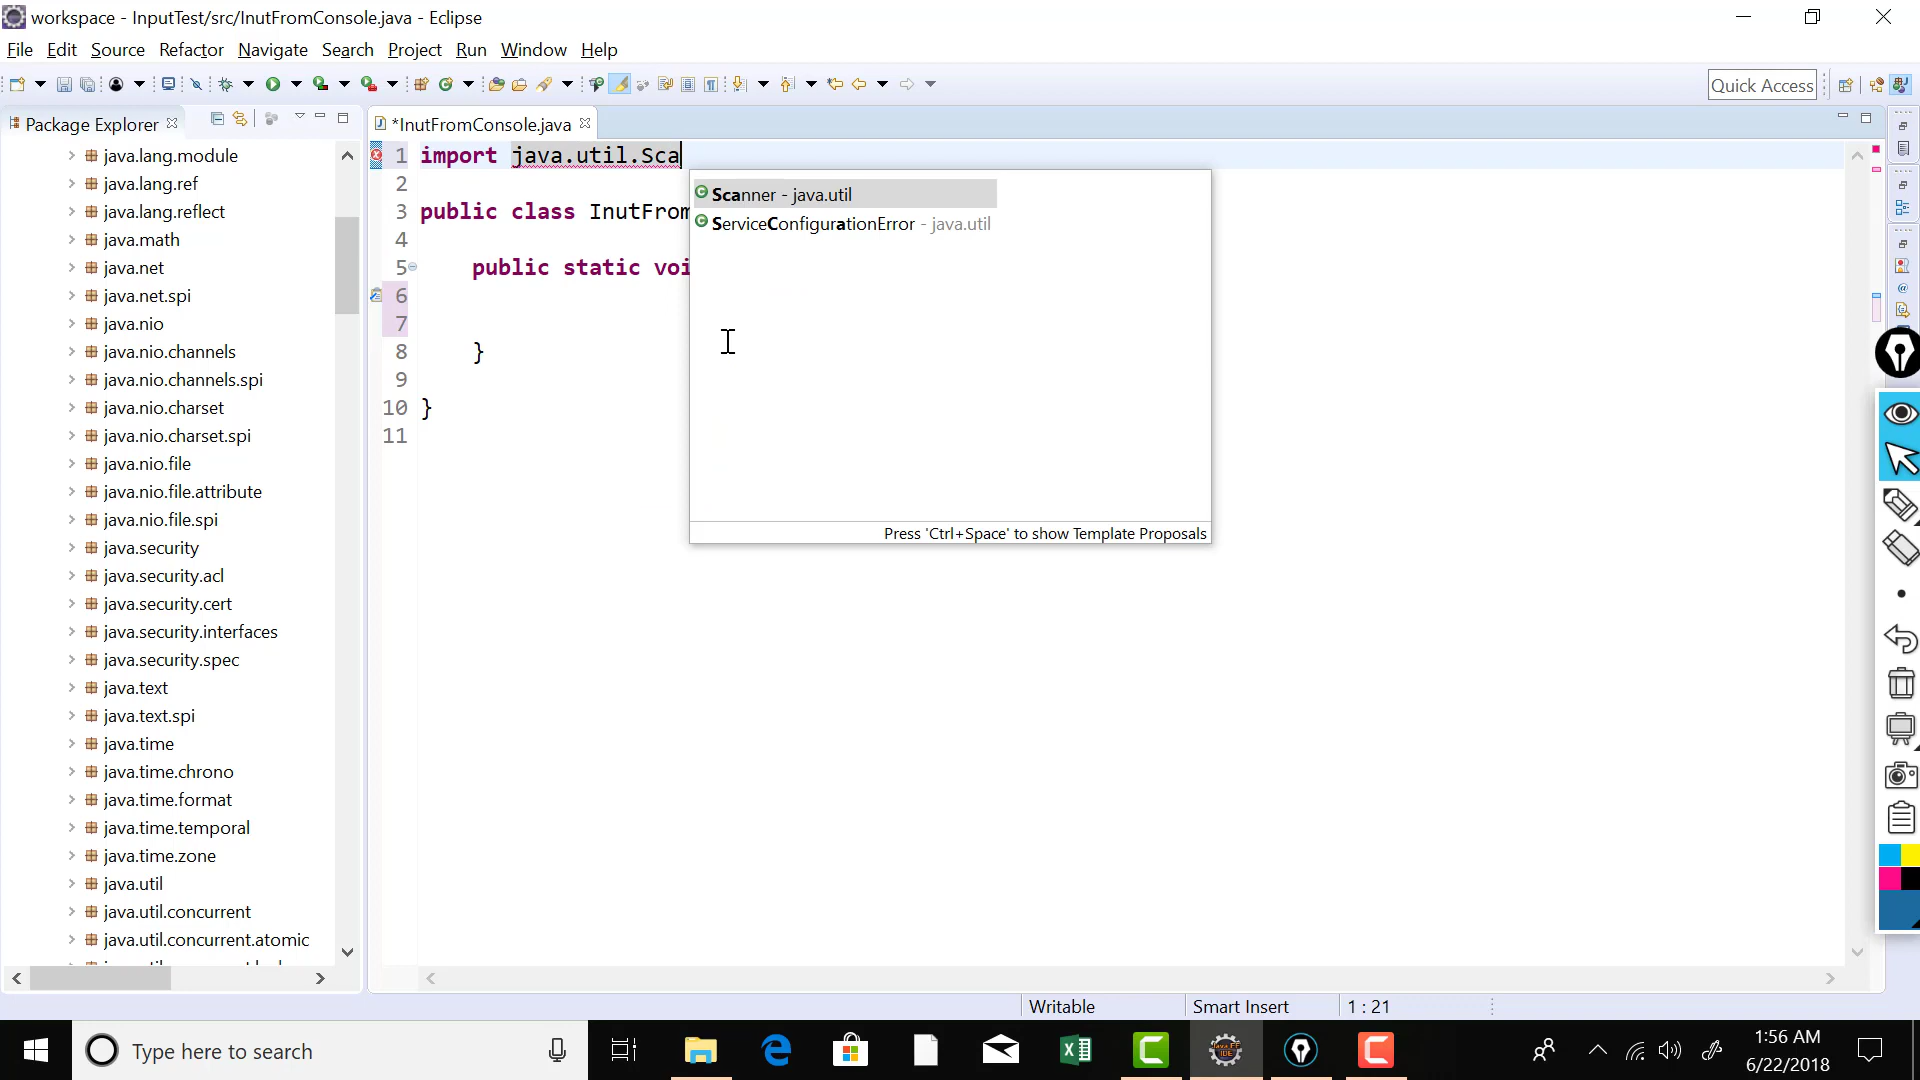 workspace - InputTest/src/InutFromConsole.java - Eclipse
File Edit Source Refactor Navigate Search Project Run Window Help
Quick Access
Package Explorer
*InutFromConsole.java
java.lang.module
java.lang.ref
java.lang.reflect
java.math
java.net
java.net.spi
java.nio
java.nio.channels
java.nio.channels.spi
java.nio.charset
java.nio.charset.spi
java.nio.file
java.nio.file.attribute
java.nio.file.spi
java.security
java.security.acl
java.security.cert
java.security.interfaces
java.security.spec
java.text
java.text.spi
java.time
java.time.chrono
java.time.format
java.time.temporal
java.time.zone
java.util
java.util.concurrent
java.util.concurrent.atomic
1 import java.util.Sca
2
3 public class InutFrom
4
5 public static voi
6
7
8 }
9
10 }
11
Scanner - java.util
ServiceConfigurationError - java.util
Press 'Ctrl+Space' to show Template Proposals
Writable
Smart Insert
1 : 21
Type here to search
Java EE
IDE
1:56 AM
6/22/2018